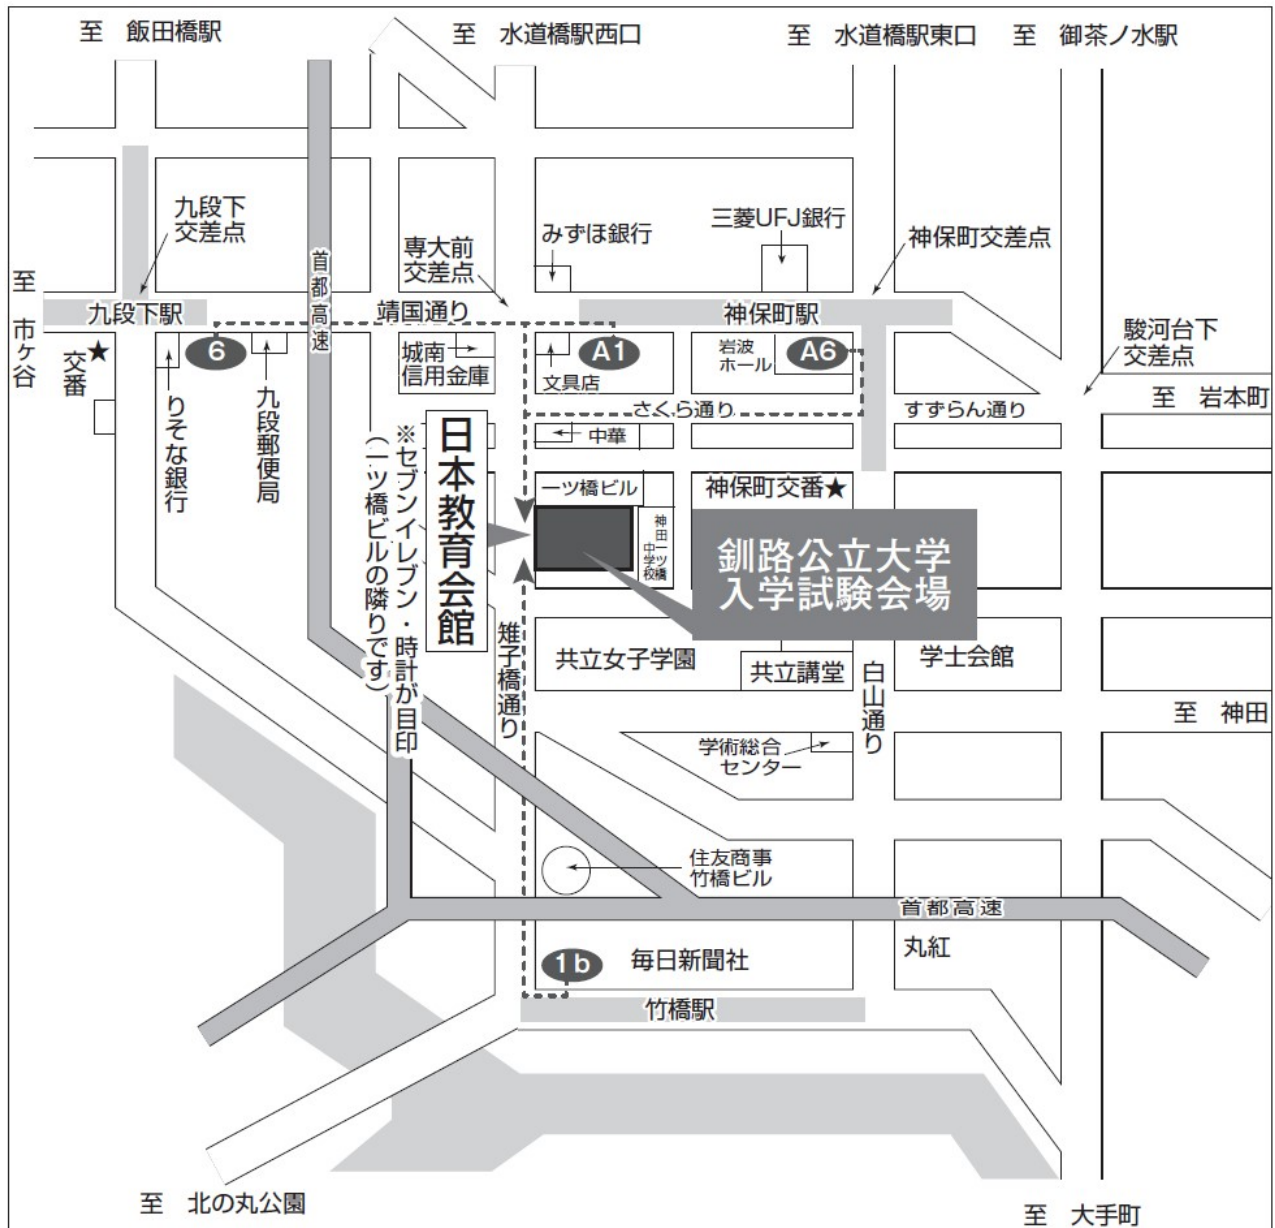 至 飯田橋駅
至 水道橋駅西口
至 水道橋駅東口
至 御茶ノ水駅
九段下
交差点
首都高速
専大前
交差点
みずほ銀行
三菱UFJ銀行
神保町交差点
至 市ヶ谷
九段下駅
靖国通り
神保町駅
駿河台下
交差点
交番★
6
城南
信用金庫
文具店
A1
岩波
ホール
A6
至 岩本町
りそな銀行
九段郵便局
さくら通り
すずらん通り
中華
日本教育会館
※セブンイレブン・時計が目印
(一ツ橋ビルの隣りです)
一ツ橋ビル
神保町交番★
神田一ツ橋
中学校
釧路公立大学
入学試験会場
雉子橋通り
共立女子学園
共立講堂
白山通り
学士会館
至 神田
学術総合
センター
住友商事
竹橋ビル
首都高速
1b
毎日新聞社
丸紅
竹橋駅
至 北の丸公園
至 大手町